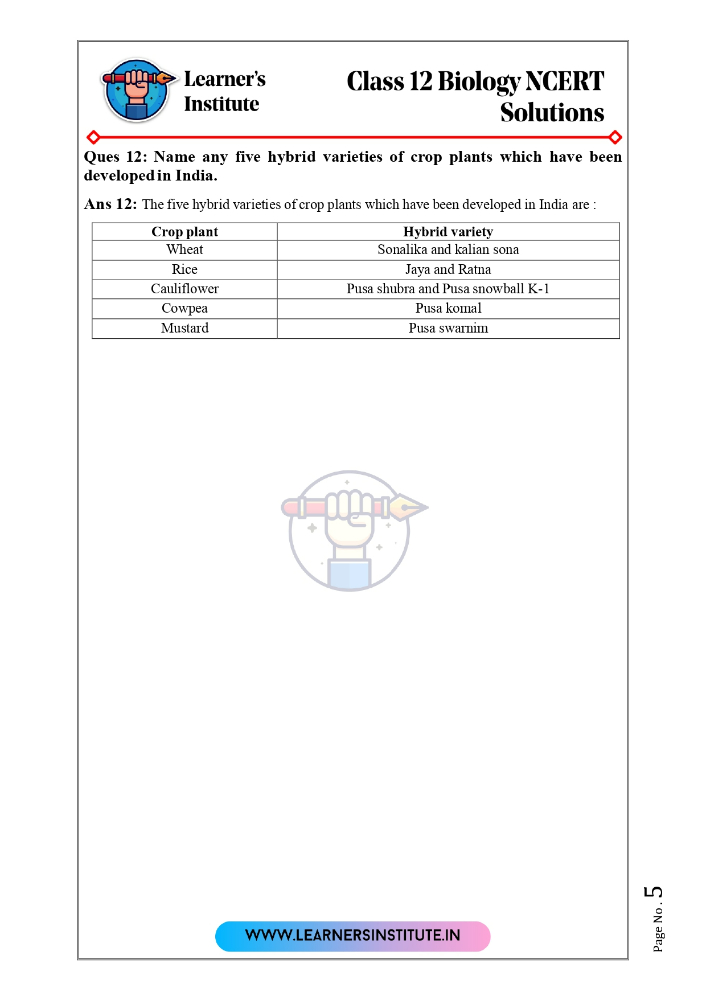 Learner's
Institute
Class 12 Biology NCERT
Solutions
Ques 12: Name any five hybrid varieties of crop plants which have been
developed in India.
Ans 12: The five hybrid varieties of crop plants which have been developed in India are :
Crop plant Hybrid variety
Wheat Sonalika and kalian sona
Rice Jaya and Ratna
Cauliflower Pusa shubra and Pusa snowball K-1
Cowpea Pusa komal
Mustard Pusa swarnim
WWW.LEARNERSINSTITUTE.IN
Page No. 5